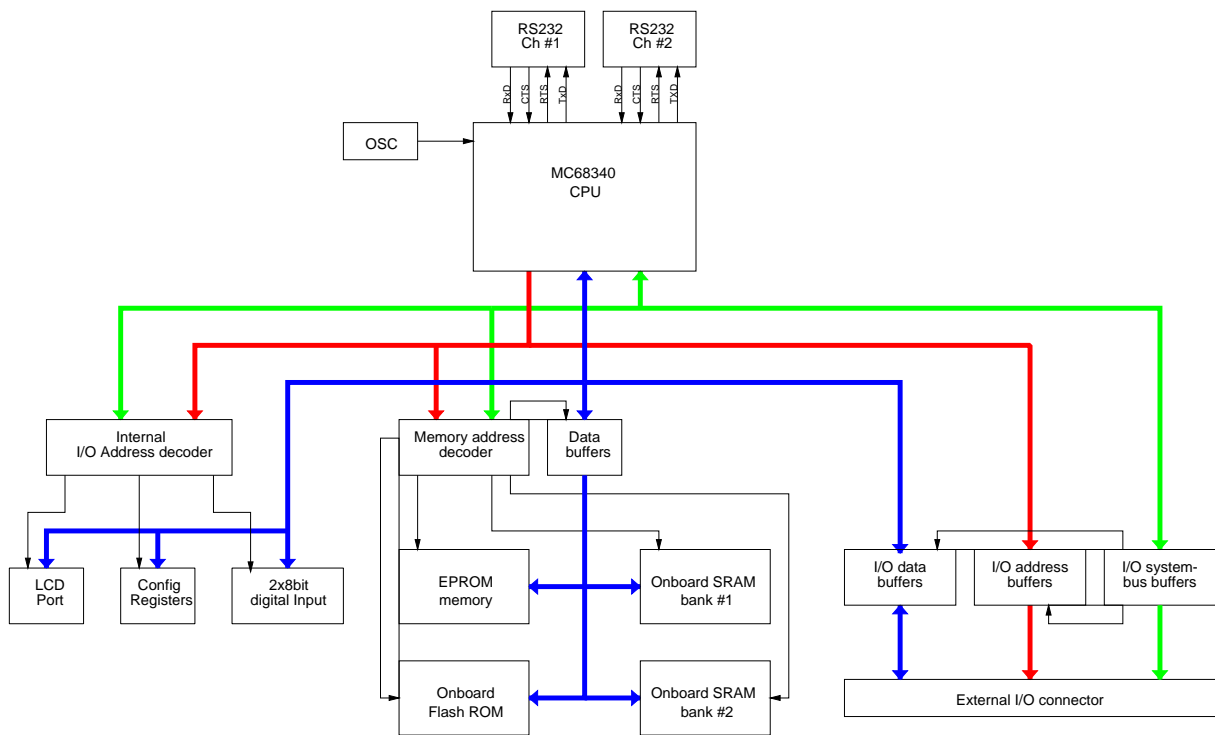 RS232
Ch #1
RS232
Ch #2
RxD
CTS
RTS
TxD
RxD
CTS
RTS
TXD
OSC
MC68340
CPU
Internal
I/O Address decoder
Memory address
decoder
Data
buffers
LCD
Port
Config
Registers
2x8bit
digital Input
EPROM
memory
Onboard SRAM
bank #1
I/O data
buffers
I/O address
buffers
I/O system-
bus buffers
Onboard
Flash ROM
Onboard SRAM
bank #2
External I/O connector